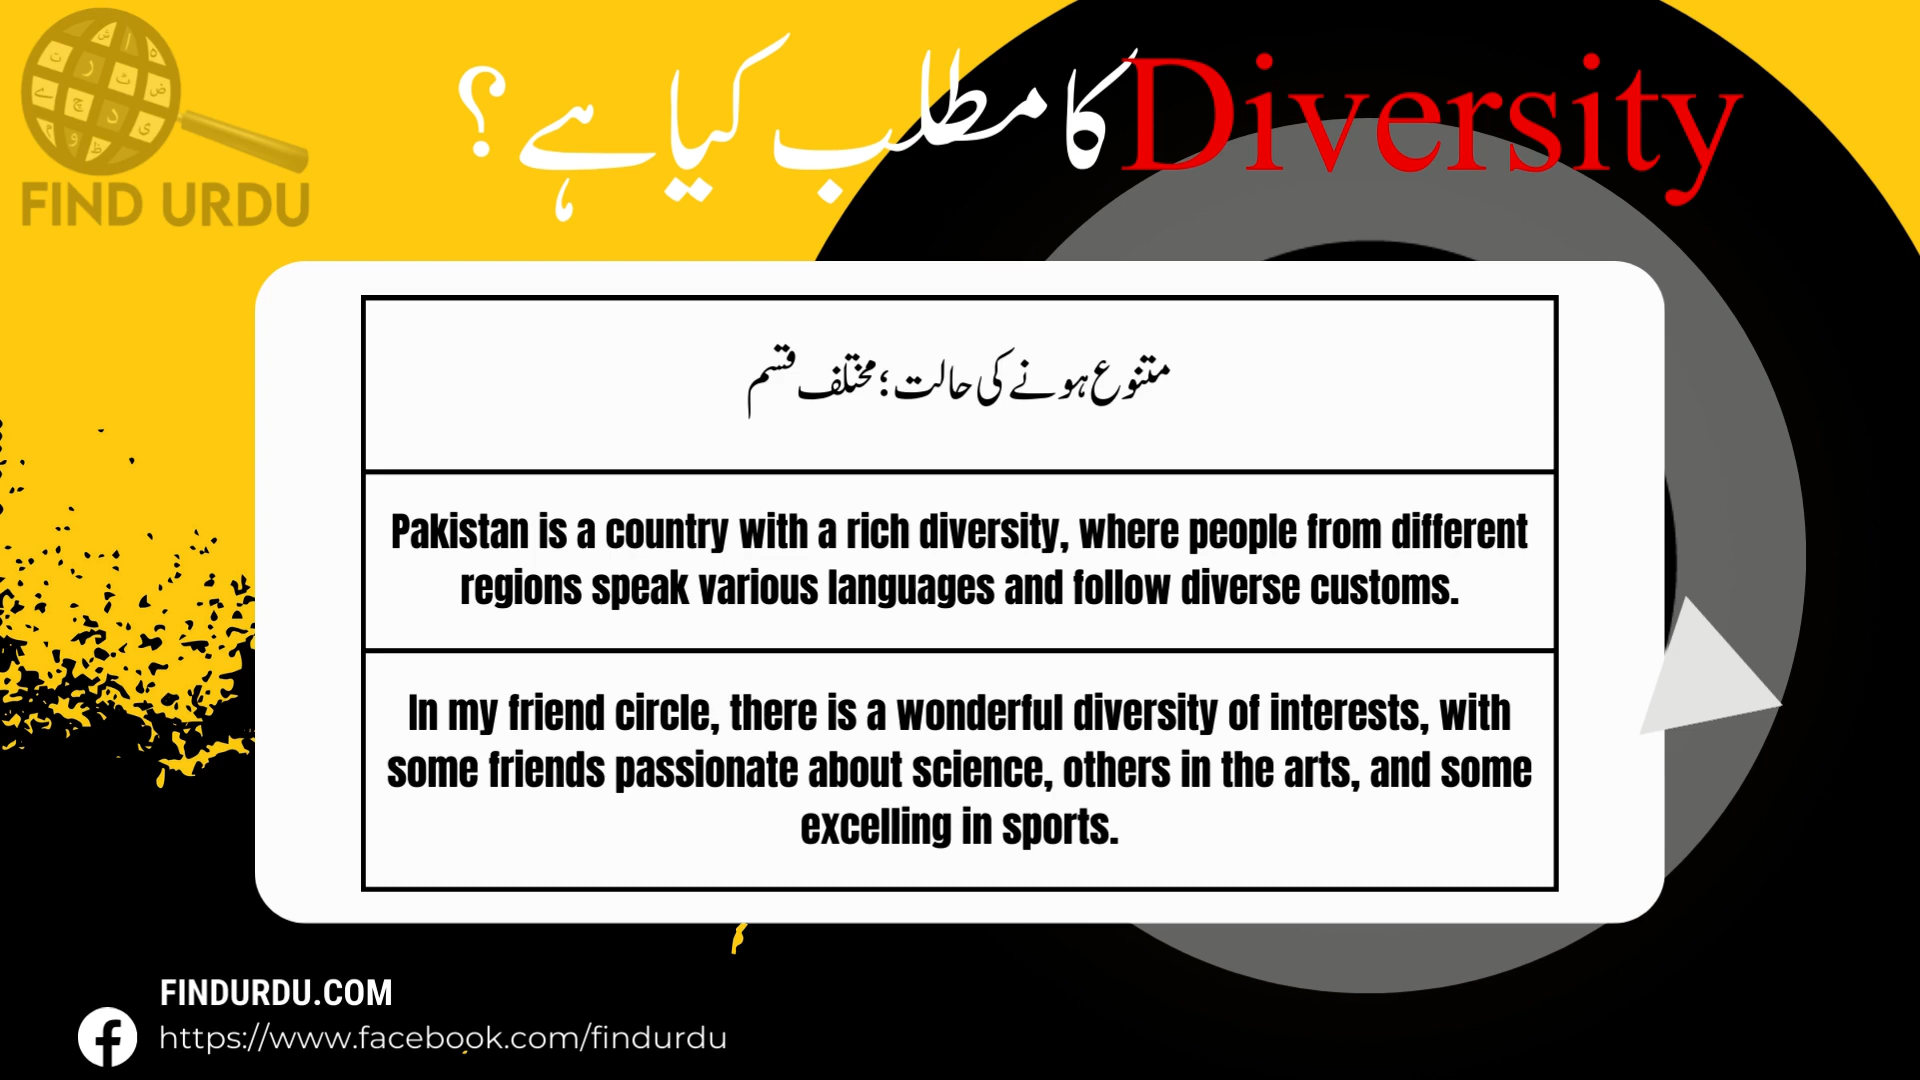 FIND URDU
Diversity کا مطلب کیا ہے؟
متنوع ہونے کی حالت؛ مختلف قسم
Pakistan is a country with a rich diversity, where people from different
regions speak various languages and follow diverse customs.
In my friend circle, there is a wonderful diversity of interests, with
some friends passionate about science, others in the arts, and some
excelling in sports.
FINDURDU.COM
https://www.facebook.com/findurdu